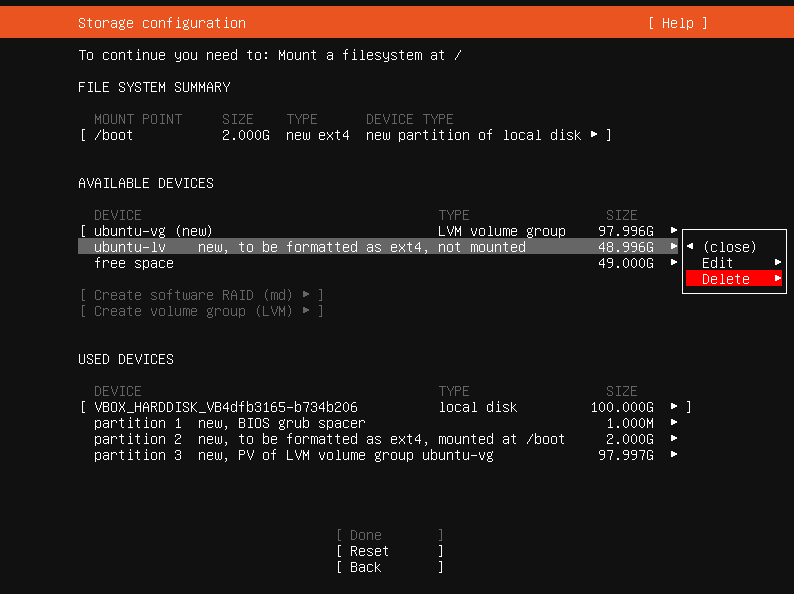 Storage configuration [ Help ]
To continue you need to: Mount a filesystem at /
FILE SYSTEM SUMMARY
MOUNT POINT SIZE TYPE DEVICE TYPE
[ /boot 2.000G new ext4 new partition of local disk ▸ ]
AVAILABLE DEVICES
DEVICE TYPE SIZE
[ ubuntu-vg (new) LVM volume group 97.996G ▸
ubuntu-lv new, to be formatted as ext4, not mounted 48.996G ▸ ◂ (close)
free space 49.000G ▸ Edit ▸
Delete ▸
[ Create software RAID (md) ▸ ]
[ Create volume group (LVM) ▸ ]
USED DEVICES
DEVICE TYPE SIZE
[ VBOX_HARDDISK_VB4dfb3165-b734b206 local disk 100.000G ▸ ]
partition 1 new, BIOS grub spacer 1.000M ▸
partition 2 new, to be formatted as ext4, mounted at /boot 2.000G ▸
partition 3 new, PV of LVM volume group ubuntu-vg 97.997G ▸
[ Done ]
[ Reset ]
[ Back ]